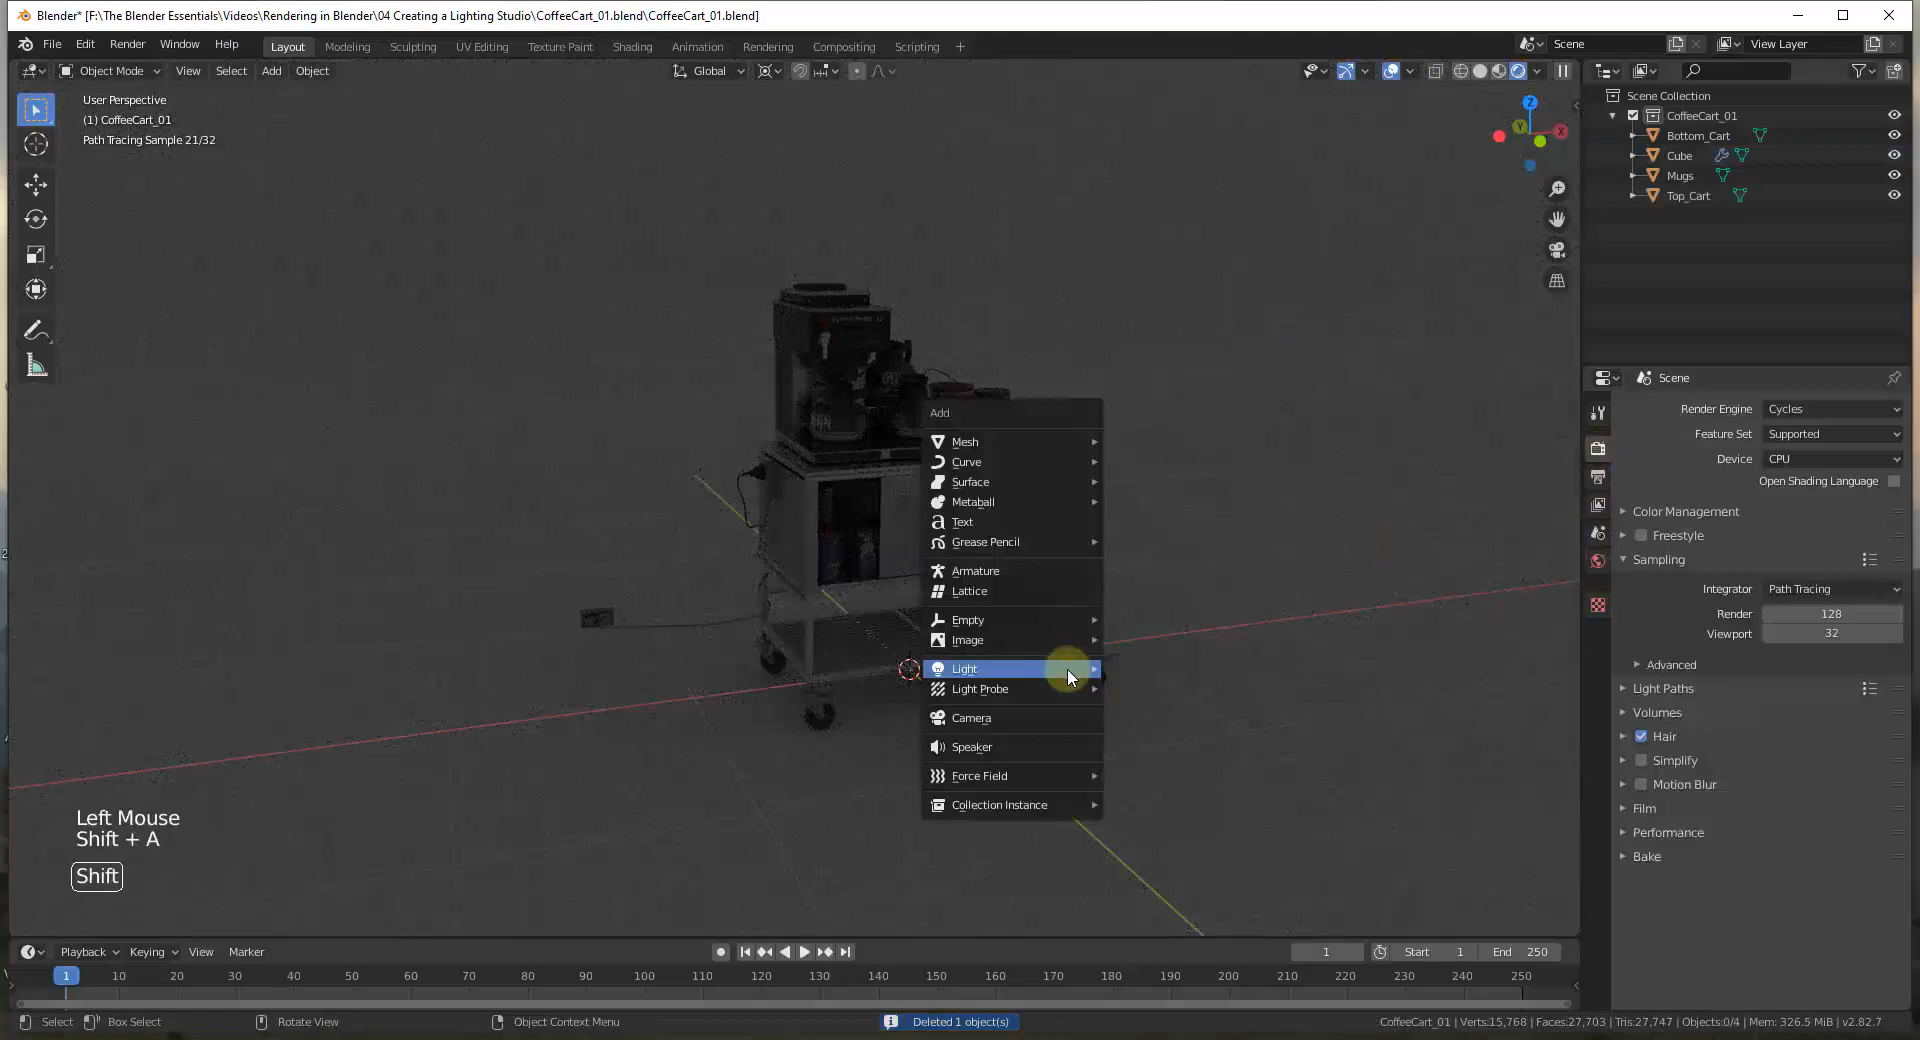 Blender* [F:\The Blender Essentials\Videos\Rendering in Blender\04 Creating a Lighting Studio\CoffeeCart_01.blend\CoffeeCart_01.blend]
File Edit Render Window Help Layout Modeling Sculpting UV Editing Texture Paint Shading Animation Rendering Compositing Scripting + Scene View Layer
Object Mode View Select Add Object Global
User Perspective
(1) CoffeeCart_01
Path Tracing Sample 21/32
Z
Y
X
Scene Collection
CoffeeCart_01
Bottom_Cart
Cube
Mugs
Top_Cart
Scene
Render Engine Cycles
Feature Set Supported
Device CPU
Open Shading Language
Color Management
Freestyle
Sampling
Integrator Path Tracing
Render 128
Viewport 32
Advanced
Light Paths
Volumes
Hair
Simplify
Motion Blur
Film
Performance
Bake
Add
Mesh
Curve
Surface
Metaball
Text
Grease Pencil
Armature
Lattice
Empty
Image
Light
Light Probe
Camera
Speaker
Force Field
Collection Instance
Left Mouse
Shift + A
Shift
Playback Keying View Marker 1 Start 1 End 250
1 10 20 30 40 50 60 70 80 90 100 110 120 130 140 150 160 170 180 190 200 210 220 230 240 250
Select Box Select Rotate View Object Context Menu Deleted 1 object(s) CoffeeCart_01 | Verts:15,768 | Faces:27,703 | Tris:27,747 | Objects:0/4 | Mem: 326.5 MiB | v2.82.7